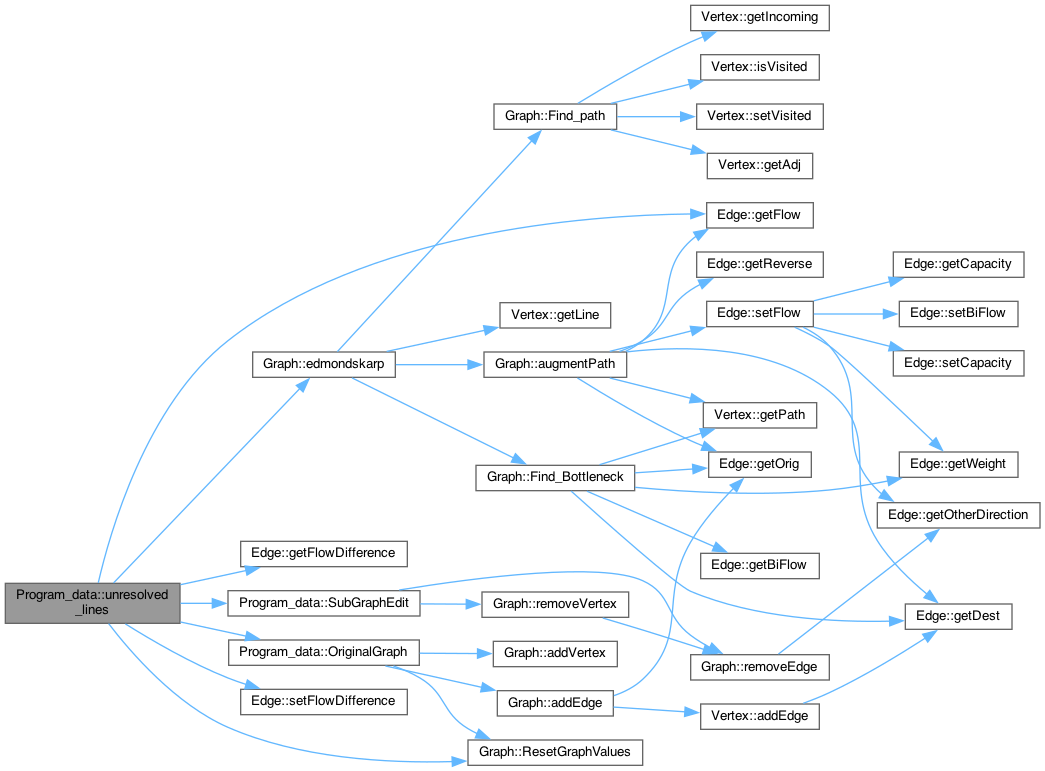 Vertex::getIncoming
Vertex::isVisited
Graph::Find_path
Vertex::setVisited
Vertex::getAdj
Edge::getFlow
Edge::getReverse
Edge::getCapacity
Vertex::getLine
Edge::setFlow
Edge::setBiFlow
Graph::edmondskarp
Graph::augmentPath
Edge::setCapacity
Vertex::getPath
Graph::Find_Bottleneck
Edge::getOrig
Edge::getWeight
Edge::getOtherDirection
Edge::getFlowDifference
Edge::getBiFlow
Program_data::unresolved
_lines
Program_data::SubGraphEdit
Graph::removeVertex
Edge::getDest
Program_data::OriginalGraph
Graph::addVertex
Graph::removeEdge
Edge::setFlowDifference
Graph::addEdge
Vertex::addEdge
Graph::ResetGraphValues